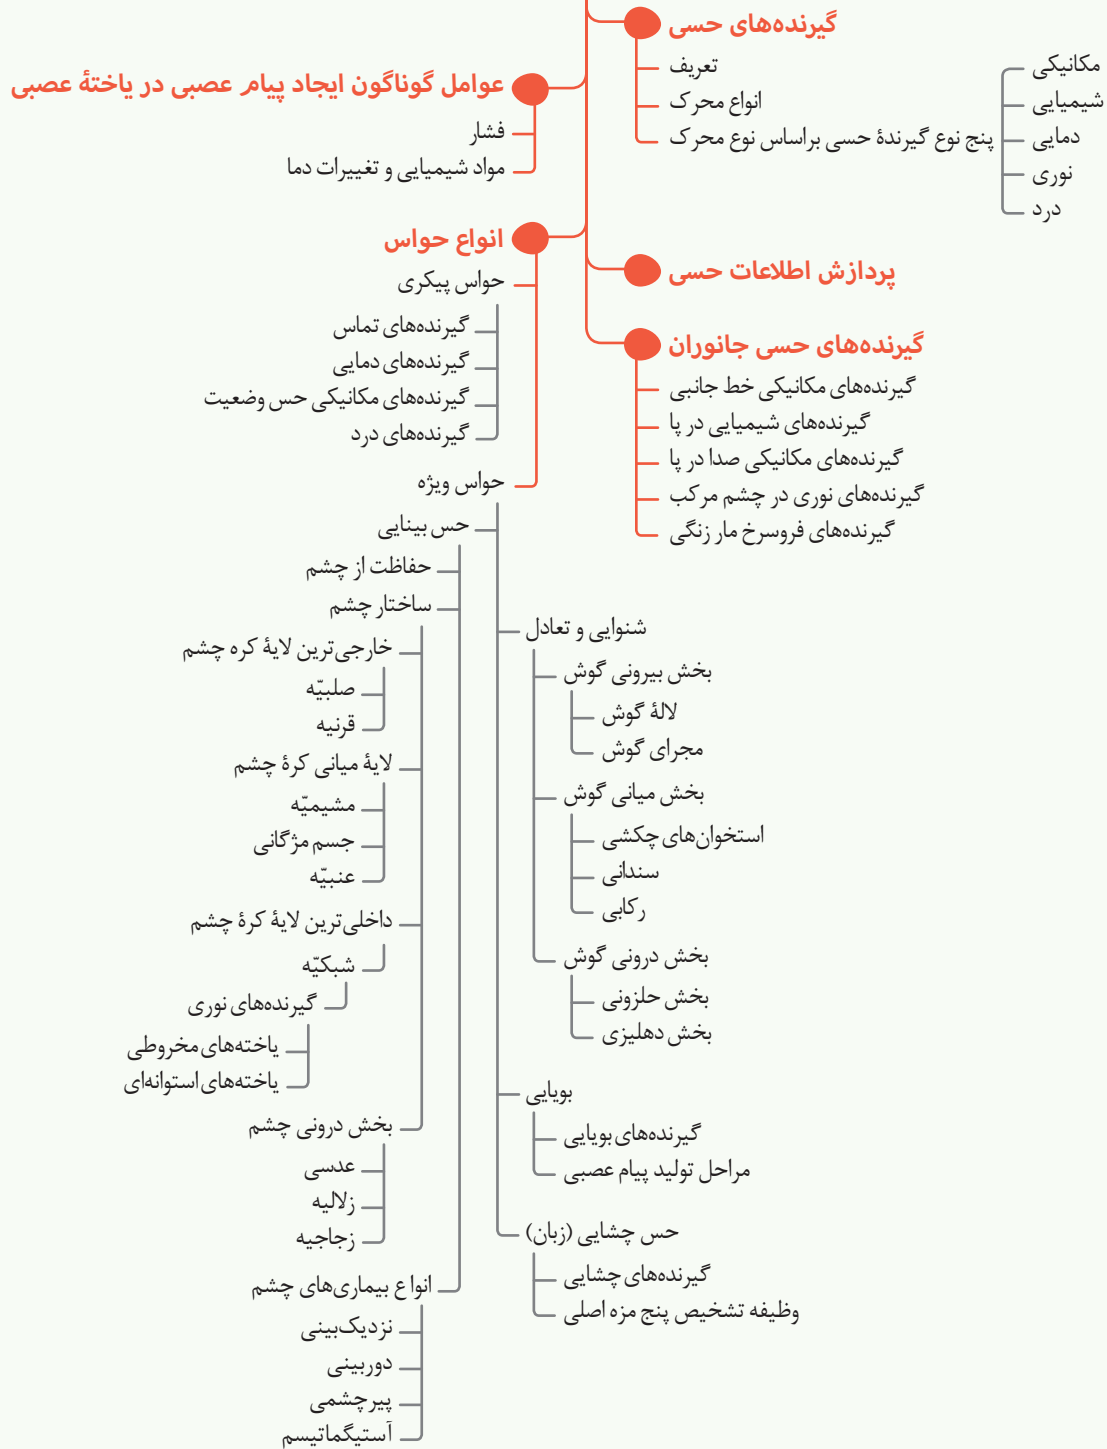 گیرنده‌های حسی
تعریف
انواع محرک
پنج نوع گیرندهٔ حسی براساس نوع محرک
مکانیکی
شیمیایی
دمایی
نوری
درد
عوامل گوناگون ایجاد پیام عصبی در یاختهٔ عصبی
فشار
مواد شیمیایی و تغییرات دما
پردازش اطلاعات حسی
گیرنده‌های حسی جانوران
گیرنده‌های مکانیکی خط جانبی
گیرنده‌های شیمیایی در پا
گیرنده‌های مکانیکی صدا در پا
گیرنده‌های نوری در چشم مرکب
گیرنده‌های فروسرخ مار زنگی
انواع حواس
حواس پیکری
گیرنده‌های تماس
گیرنده‌های دمایی
گیرنده‌های مکانیکی حس وضعیت
گیرنده‌های درد
حواس ویژه
حس بینایی
حفاظت از چشم
ساختار چشم
خارجی‌ترین لایهٔ کره چشم
صلبیّه
قرنیه
لایهٔ میانی کرهٔ چشم
مشیمیّه
جسم مژگانی
عنبیّه
داخلی‌ترین لایهٔ کرهٔ چشم
شبکیّه
گیرنده‌های نوری
یاخته‌های مخروطی
یاخته‌های استوانه‌ای
بخش درونی چشم
عدسی
زلالیه
زجاجیه
انواع بیماری‌های چشم
نزدیک‌بینی
دوربینی
پیرچشمی
آستیگماتیسم
شنوایی و تعادل
بخش بیرونی گوش
لالهٔ گوش
مجرای گوش
بخش میانی گوش
استخوان‌های چکشی
سندانی
رکابی
بخش درونی گوش
بخش حلزونی
بخش دهلیزی
بویایی
گیرنده‌های بویایی
مراحل تولید پیام عصبی
حس چشایی (زبان)
گیرنده‌های چشایی
وظیفه تشخیص پنج مزه اصلی